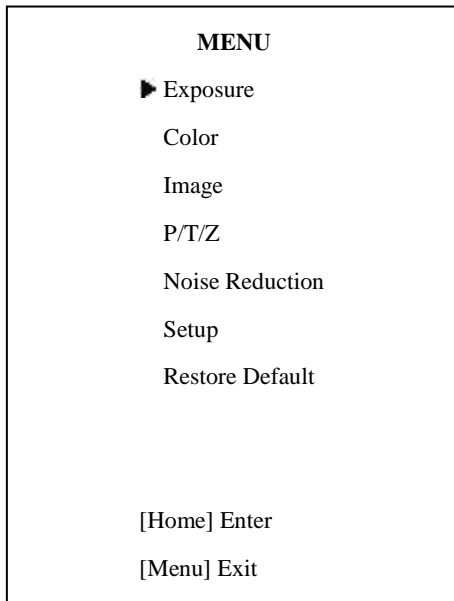 MENU
Exposure
Color
Image
P/T/Z
Noise Reduction
Setup
Restore Default
[Home] Enter
[Menu] Exit